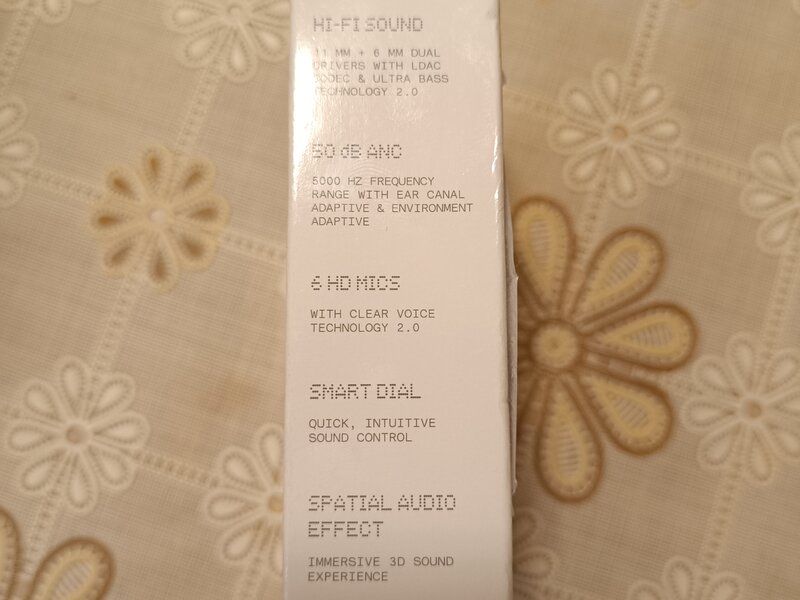 HI-FI SOUND
11 MM + 6 MM DUAL
DRIVERS WITH LDAC
CODEC & ULTRA BASS
TECHNOLOGY 2.0
50 dB ANC
5000 HZ FREQUENCY
RANGE WITH EAR CANAL
ADAPTIVE & ENVIRONMENT
ADAPTIVE
6 HD MICS
WITH CLEAR VOICE
TECHNOLOGY 2.0
SMART DIAL
QUICK, INTUITIVE
SOUND CONTROL
SPATIAL AUDIO
EFFECT
IMMERSIVE 3D SOUND
EXPERIENCE